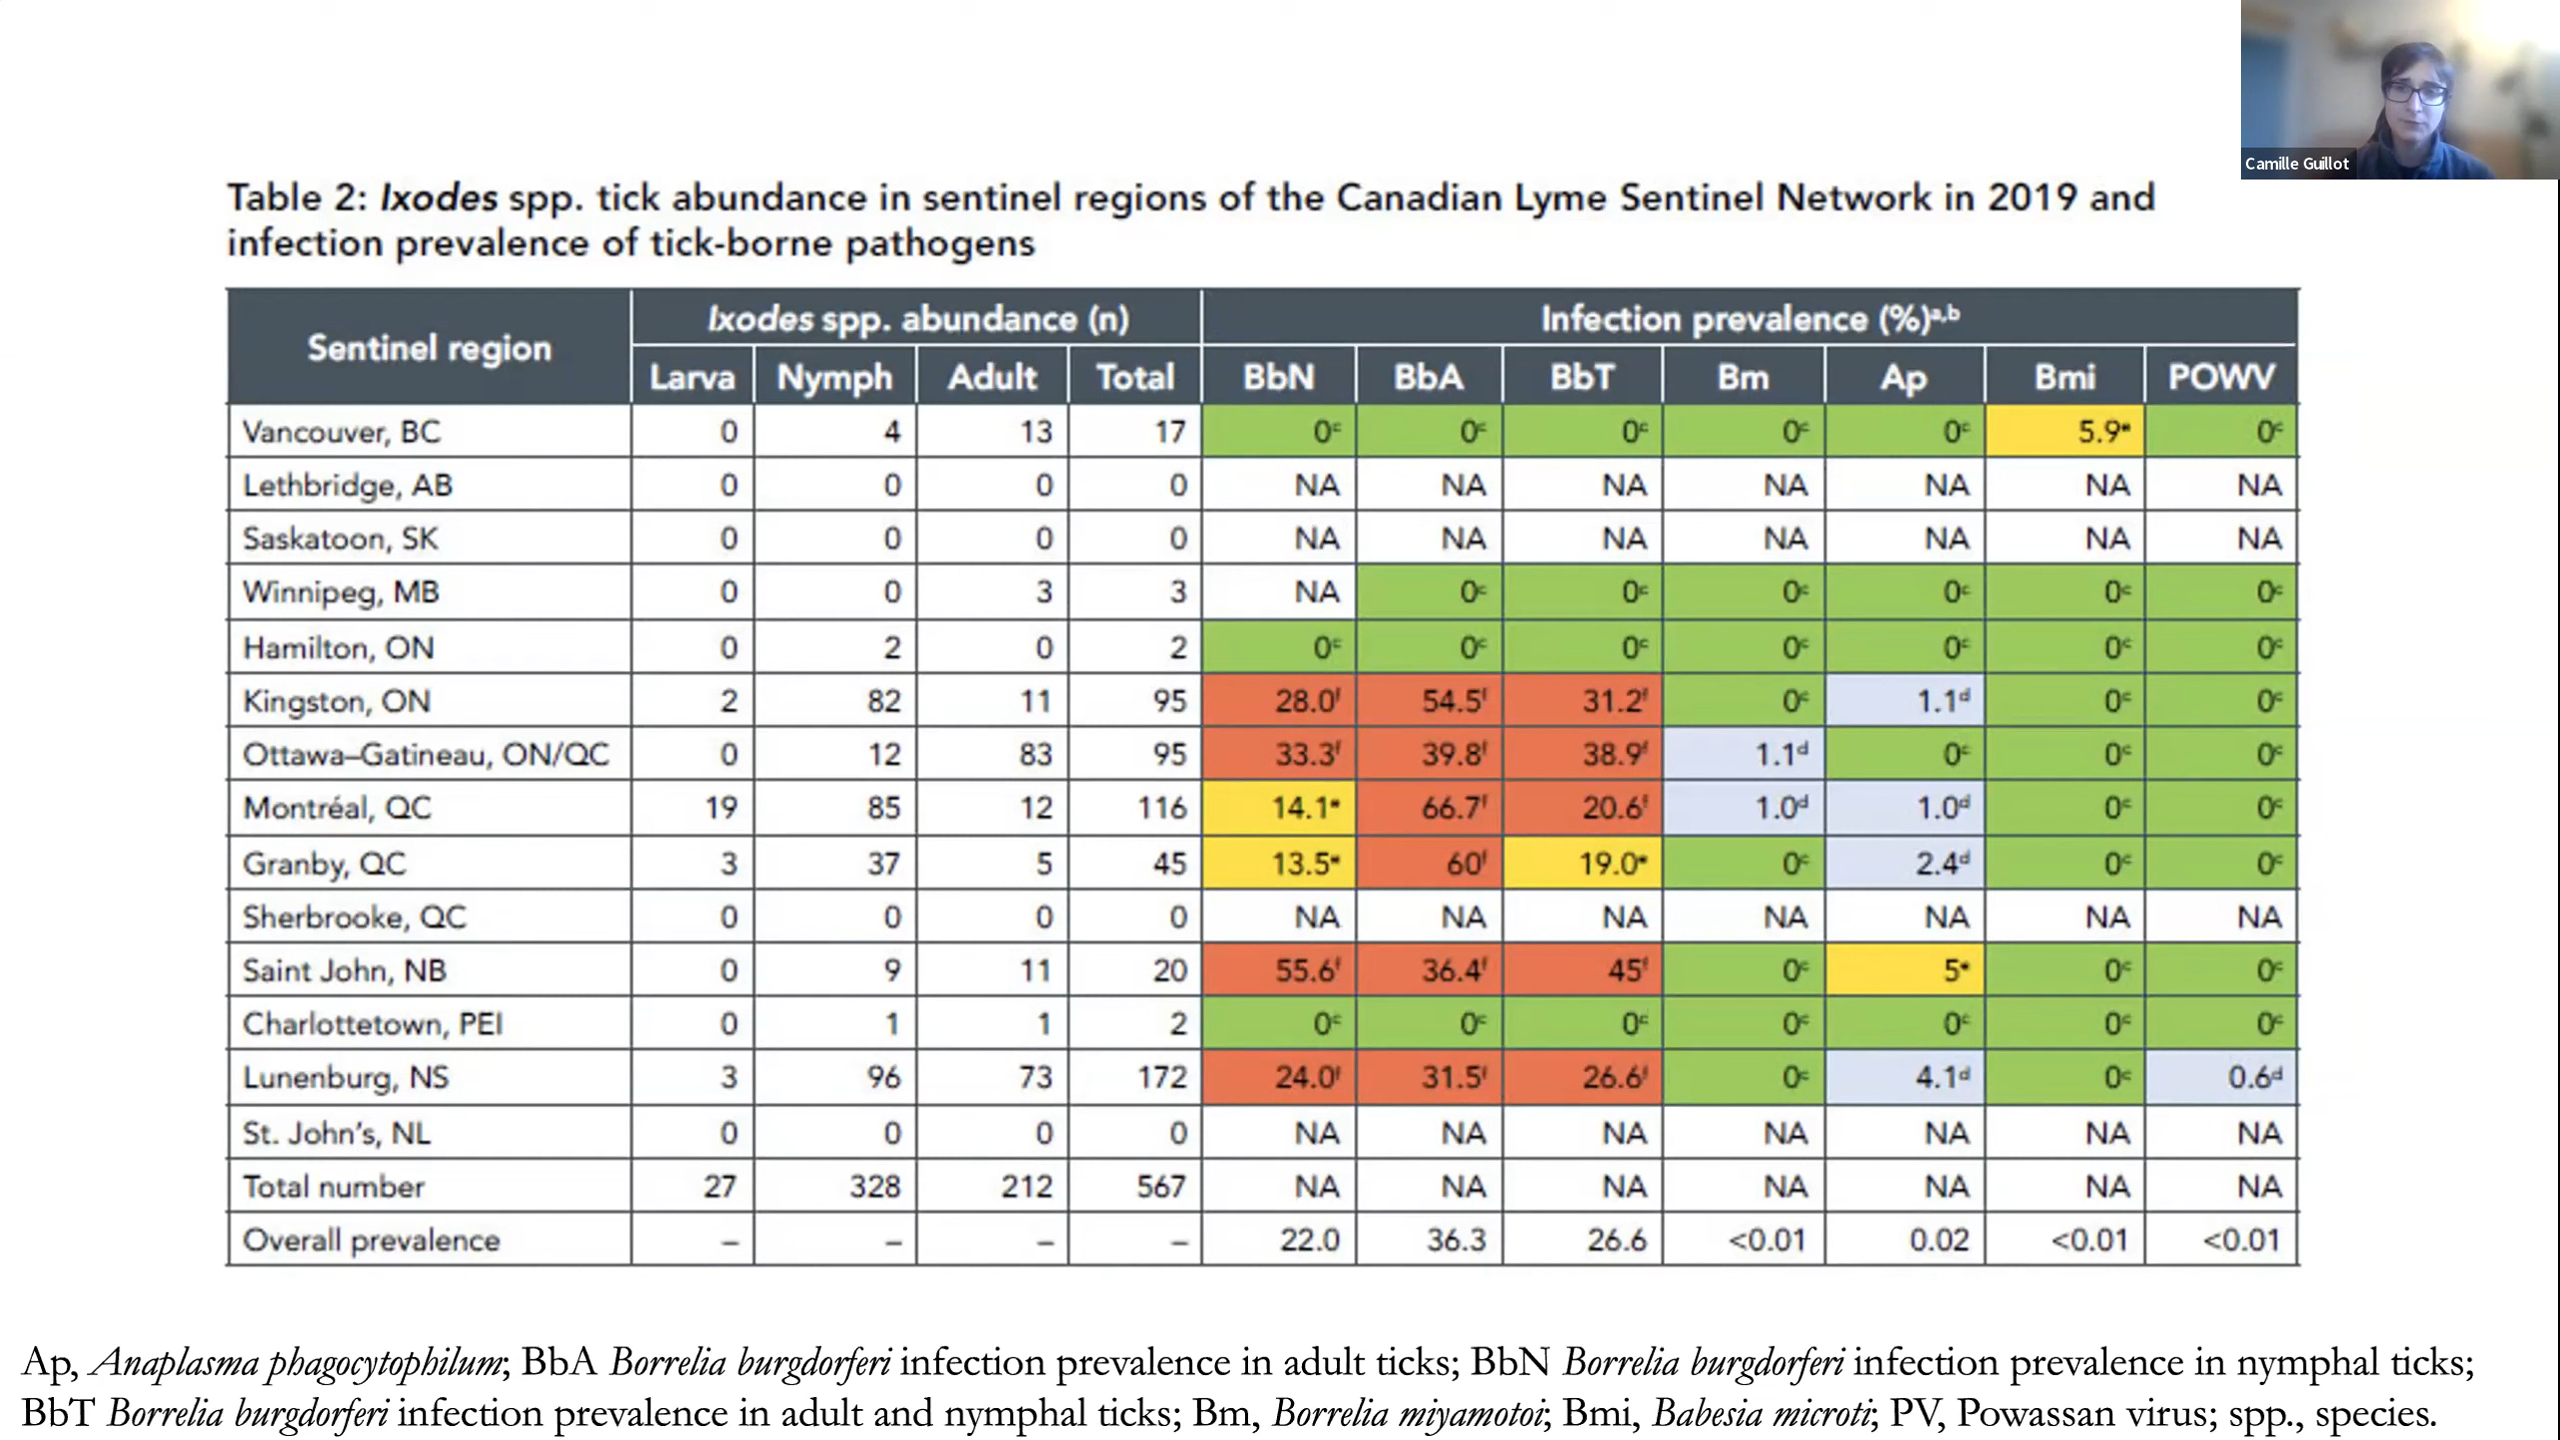 Camille Guillot
Table 2: Ixodes spp. tick abundance in sentinel regions of the Canadian Lyme Sentinel Network in 2019 and
infection prevalence of tick-borne pathogens
Sentinel region Ixodes spp. abundance (n) Infection prevalence (%)a,b
Larva Nymph Adult Total BbN BbA BbT Bm Ap Bmi POWV
Vancouver, BC 0 4 13 17 0c 0c 0c 0c 0c 5.9e 0c
Lethbridge, AB 0 0 0 0 NA NA NA NA NA NA NA
Saskatoon, SK 0 0 0 0 NA NA NA NA NA NA NA
Winnipeg, MB 0 0 3 3 NA 0c 0c 0c 0c 0c 0c
Hamilton, ON 0 2 0 2 0c 0c 0c 0c 0c 0c 0c
Kingston, ON 2 82 11 95 28.0f 54.5f 31.2f 0c 1.1d 0c 0c
Ottawa–Gatineau, ON/QC 0 12 83 95 33.3f 39.8f 38.9f 1.1d 0c 0c 0c
Montréal, QC 19 85 12 116 14.1e 66.7f 20.6f 1.0d 1.0d 0c 0c
Granby, QC 3 37 5 45 13.5e 60f 19.0e 0c 2.4d 0c 0c
Sherbrooke, QC 0 0 0 0 NA NA NA NA NA NA NA
Saint John, NB 0 9 11 20 55.6f 36.4f 45f 0c 5e 0c 0c
Charlottetown, PEI 0 1 1 2 0c 0c 0c 0c 0c 0c 0c
Lunenburg, NS 3 96 73 172 24.0f 31.5f 26.6f 0c 4.1d 0c 0.6d
St. John's, NL 0 0 0 0 NA NA NA NA NA NA NA
Total number 27 328 212 567 NA NA NA NA NA NA NA
Overall prevalence – – – – 22.0 36.3 26.6 <0.01 0.02 <0.01 <0.01
Ap, Anaplasma phagocytophilum; BbA Borrelia burgdorferi infection prevalence in adult ticks; BbN Borrelia burgdorferi infection prevalence in nymphal ticks;
BbT Borrelia burgdorferi infection prevalence in adult and nymphal ticks; Bm, Borrelia miyamotoi; Bmi, Babesia microti; PV, Powassan virus; spp., species.